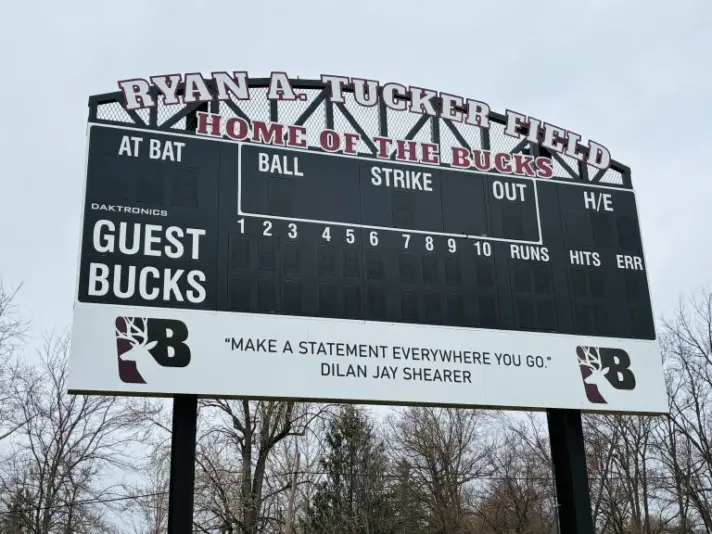 RYAN A. TUCKER FIELD
HOME OF THE BUCKS
AT BAT BALL STRIKE OUT H/E
DAKTRONICS
1 2 3 4 5 6 7 8 9 10 RUNS HITS ERR
GUEST
BUCKS
B
"MAKE A STATEMENT EVERYWHERE YOU GO."
DILAN JAY SHEARER
B